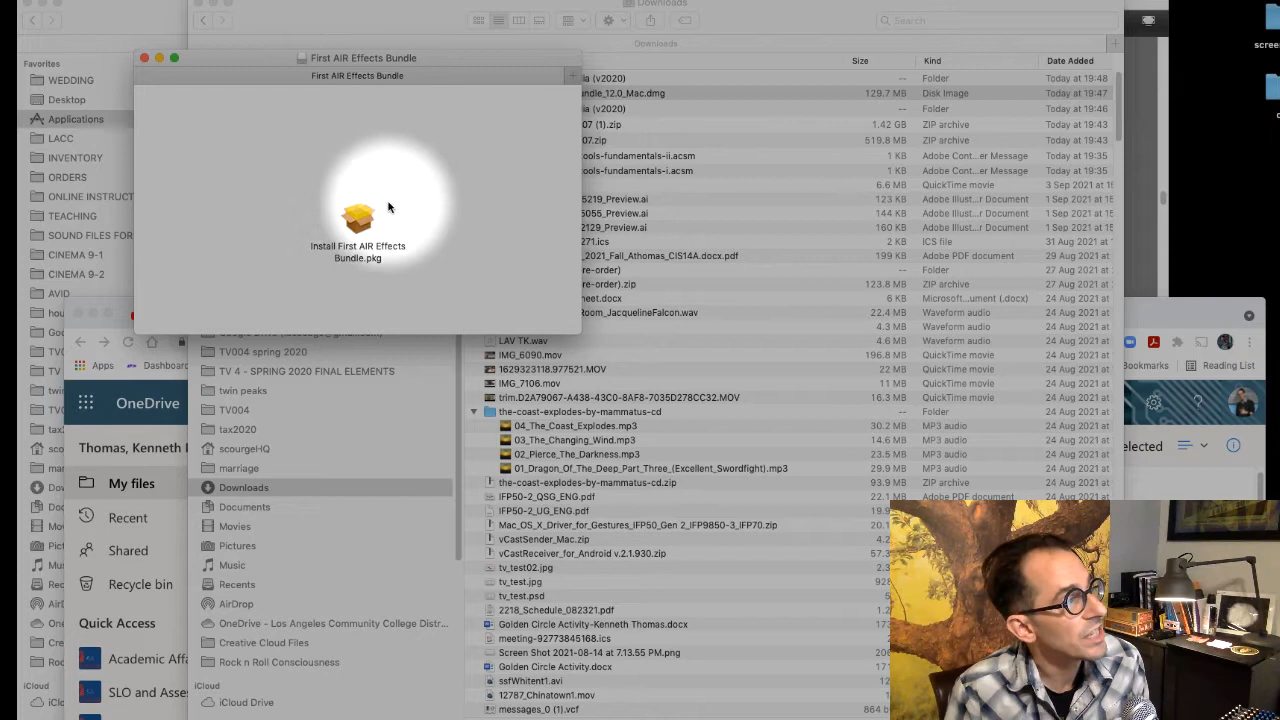 Downloads
Search
Downloads
Favorites
WEDDING
Desktop
Applications
LACC
INVENTORY
ORDERS
ONLINE INSTRUCT
TEACHING
SOUND FILES FOR
CINEMA 9-1
CINEMA 9-2
AVID
First AIR Effects Bundle
First AIR Effects Bundle
Install First AIR Effects
Bundle.pkg
Size Kind Date Added
ia (v2020) -- Folder Today at 19:48
undle_12.0_Mac.dmg 129.7 MB Disk Image Today at 19:47
ia (v2020) -- Folder Today at 19:46
07 (1).zip 1.42 GB ZIP archive Today at 19:43
07.zip 519.8 MB ZIP archive Today at 19:43
ools-fundamentals-ii.acsm 1 KB Adobe Cont...er Message Today at 19:35
ools-fundamentals-i.acsm 1 KB Adobe Cont...er Message Today at 19:35
6.6 MB QuickTime movie 3 Sep 2021 at 15
5219_Preview.ai 123 KB Adobe Illust...r Document 1 Sep 2021 at 15
5055_Preview.ai 144 KB Adobe Illust...r Document
2129_Preview.ai 160 KB Adobe Illust...r Document
71.ics 2 KB ICS file 31 Aug 2021 at
_2021_Fall_Athomas_CIS14A.docx.pdf 199 KB Adobe PDF document
re-order) -- Folder 27 Aug 2021 at
re-order).zip 123.8 MB ZIP archive 27 Aug 2021 at
heet.docx 6 KB Microsoft...ument (.docx) 24 Aug 2021 at
Room_JacquelineFalcon.wav Waveform audio 24 Aug 2021 at
4.3 MB Waveform audio 24 Aug 2021 at
LAV TK.wav 4.6 MB Waveform audio 24 Aug 2021 at
IMG_6090.mov 196.8 MB QuickTime movie 24 Aug 2021 at
1629323118.977521.MOV 22 MB QuickTime movie 24 Aug 2021 at
IMG_7106.mov 11 MB QuickTime movie 24 Aug 2021 at
trim.D2A79067-A438-43C0-8AF8-7035D278CC32.MOV 16.3 MB QuickTime movie 24 Aug 2021 at
the-coast-explodes-by-mammatus-cd -- Folder 24 Aug 2021 at
04_The_Coast_Explodes.mp3 30.2 MB MP3 audio 24 Aug 2021 at
03_The_Changing_Wind.mp3 14.6 MB MP3 audio 24 Aug 2021 at
02_Pierce_The_Darkness.mp3 23.5 MB MP3 audio 24 Aug 2021 at
01_Dragon_Of_The_Deep_Part_Three_(Excellent_Swordfight).mp3 29.9 MB MP3 audio 24 Aug 2021 at
the-coast-explodes-by-mammatus-cd.zip 93.9 MB ZIP archive 24 Aug 2021 at
IFP50-2_QSG_ENG.pdf 22.1 MB Adobe PDF document 24 Aug 2021 at
IFP50-2_UG_ENG.pdf
Mac_OS_X_Driver_for_Gestures_IFP50_Gen 2_IFP9850-3_IFP70.zip
vCastSender_Mac.zip
vCastReceiver_for_Android v.2.1.930.zip 57.3
tv_test02.jpg
tv_test.jpg 928
tv_test.psd
2218_Schedule_082321.pdf
Golden Circle Activity-Kenneth Thomas.docx
meeting-92773845168.ics
Screen Shot 2021-08-14 at 7.13.55 PM.png
Golden Circle Activity.docx
ssfWhitent1.avi
12787_Chinatown1.mov
messages_0 (1).vcf 864 b
TV004 spring 2020
TV 4 - SPRING 2020 FINAL ELEMENTS
twin peaks
TV004
tax2020
scourgeHQ
marriage
Downloads
Documents
Movies
Pictures
Music
Recents
AirDrop
OneDrive - Los Angeles Community College Distr...
Creative Cloud Files
Rock n Roll Consciousness
iCloud
iCloud Drive
Apps
Dashboard
OneDrive
Thomas, Kenneth
My files
Recent
Shared
Recycle bin
Quick Access
Academic Affa
SLO and Asses
iCloud
Bookmarks
Reading List
elected
scree